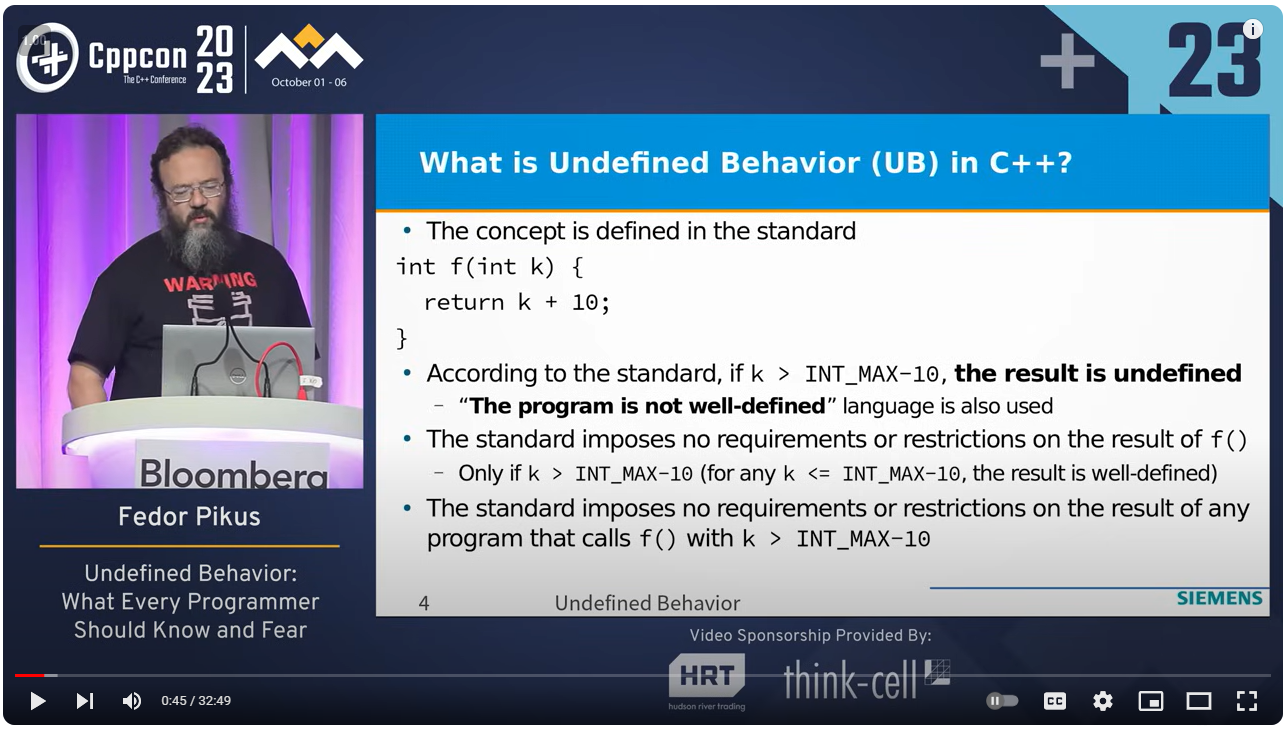 1.00
Cppcon
The C++ Conference
20
23
October 01 - 06
23
What is Undefined Behavior (UB) in C++?
• The concept is defined in the standard
int f(int k) {
return k + 10;
}
• According to the standard, if k > INT_MAX-10, the result is undefined
– “The program is not well-defined” language is also used
• The standard imposes no requirements or restrictions on the result of f()
– Only if k > INT_MAX-10 (for any k <= INT_MAX-10, the result is well-defined)
• The standard imposes no requirements or restrictions on the result of any
program that calls f() with k > INT_MAX-10
4
Undefined Behavior
SIEMENS
WARNING
Bloomberg
Fedor Pikus
Undefined Behavior:
What Every Programmer
Should Know and Fear
Video Sponsorship Provided By:
HRT
hudson river trading
think-cell
0:45 / 32:49
CC